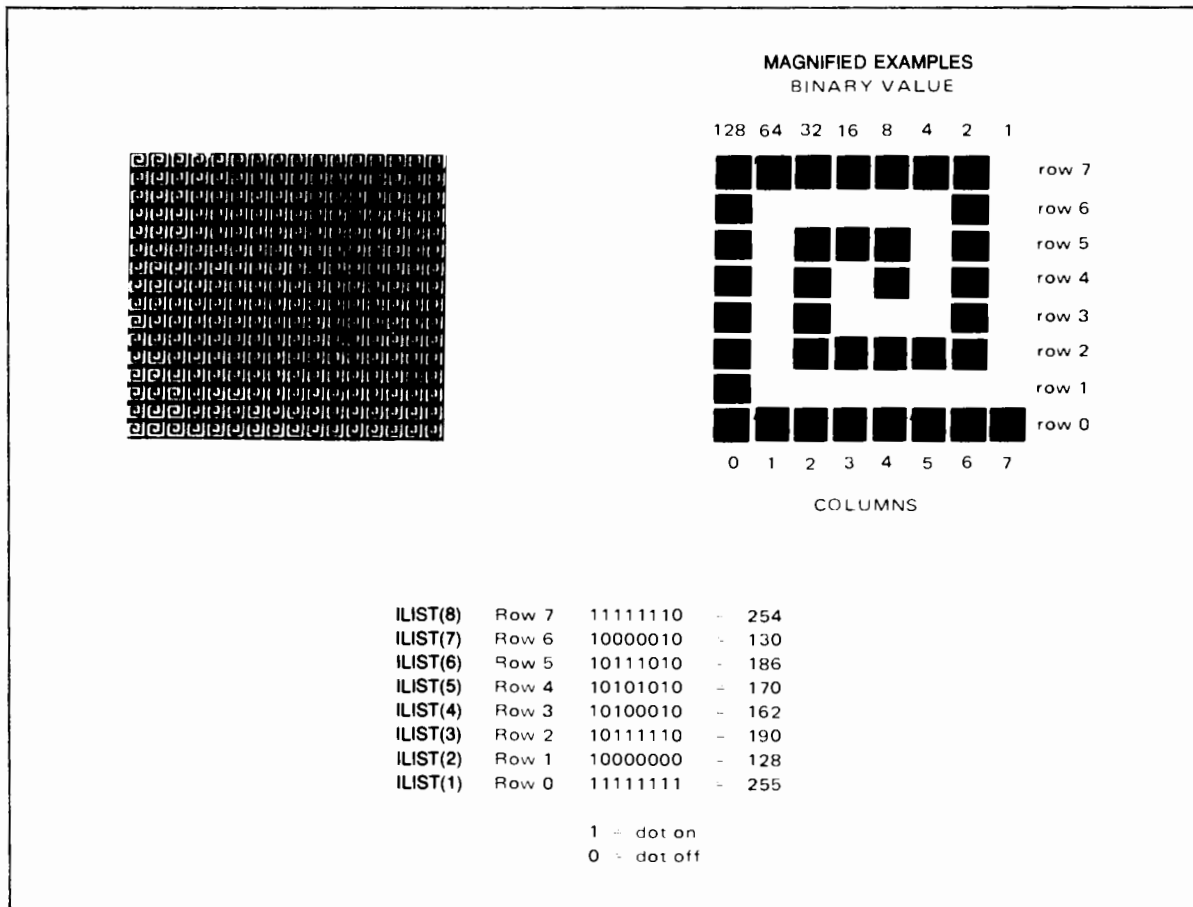 MAGNIFIED EXAMPLES
BINARY VALUE
128 64 32 16 8 4 2 1
row 7
row 6
row 5
row 4
row 3
row 2
row 1
row 0
0 1 2 3 4 5 6 7
COLUMNS
ILIST(8) Row 7 11111110 = 254
ILIST(7) Row 6 10000010 = 130
ILIST(6) Row 5 10111010 = 186
ILIST(5) Row 4 10101010 = 170
ILIST(4) Row 3 10100010 = 162
ILIST(3) Row 2 10111110 = 190
ILIST(2) Row 1 10000000 = 128
ILIST(1) Row 0 11111111 = 255
1 = dot on
0 = dot off